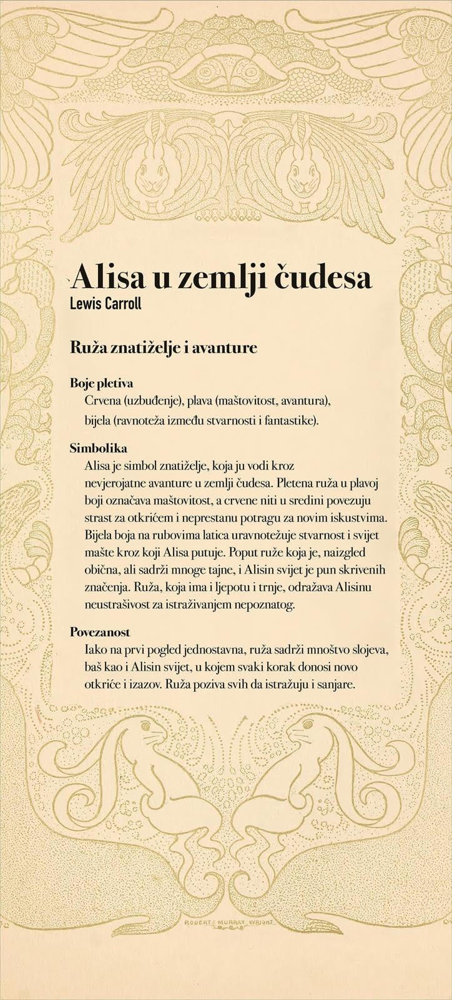 Alisa u zemlji čudesa
Lewis Carroll
Ruža znatiželje i avanture
Boje pletiva
Crvena (uzbuđenje), plava (maštovitost, avantura),
bijela (ravnoteža između stvarnosti i fantastike).
Simbolika
Alisa je simbol znatiželje, koja ju vodi kroz
nevjerojatne avanture u zemlji čudesa. Pletena ruža u plavoj
boji označava maštovitost, a crvene niti u sredini povezuju
strast za otkrićem i neprestanu potragu za novim iskustvima.
Bijela boja na rubovima latica uravnotežuje stvarnost i svijet
mašte kroz koji Alisa putuje. Poput ruže koja je, naizgled
obična, ali sadrži mnoge tajne, i Alisin svijet je pun skrivenih
značenja. Ruža, koja ima i ljepotu i trnje, odražava Alisinu
neustrašivost za istraživanjem nepoznatog.
Povezanost
Iako na prvi pogled jednostavna, ruža sadrži mnoštvo slojeva,
baš kao i Alisin svijet, u kojem svaki korak donosi novo
otkriće i izazov. Ruža poziva svih da istražuju i sanjare.
ROBERT MURRAY WRIGHT